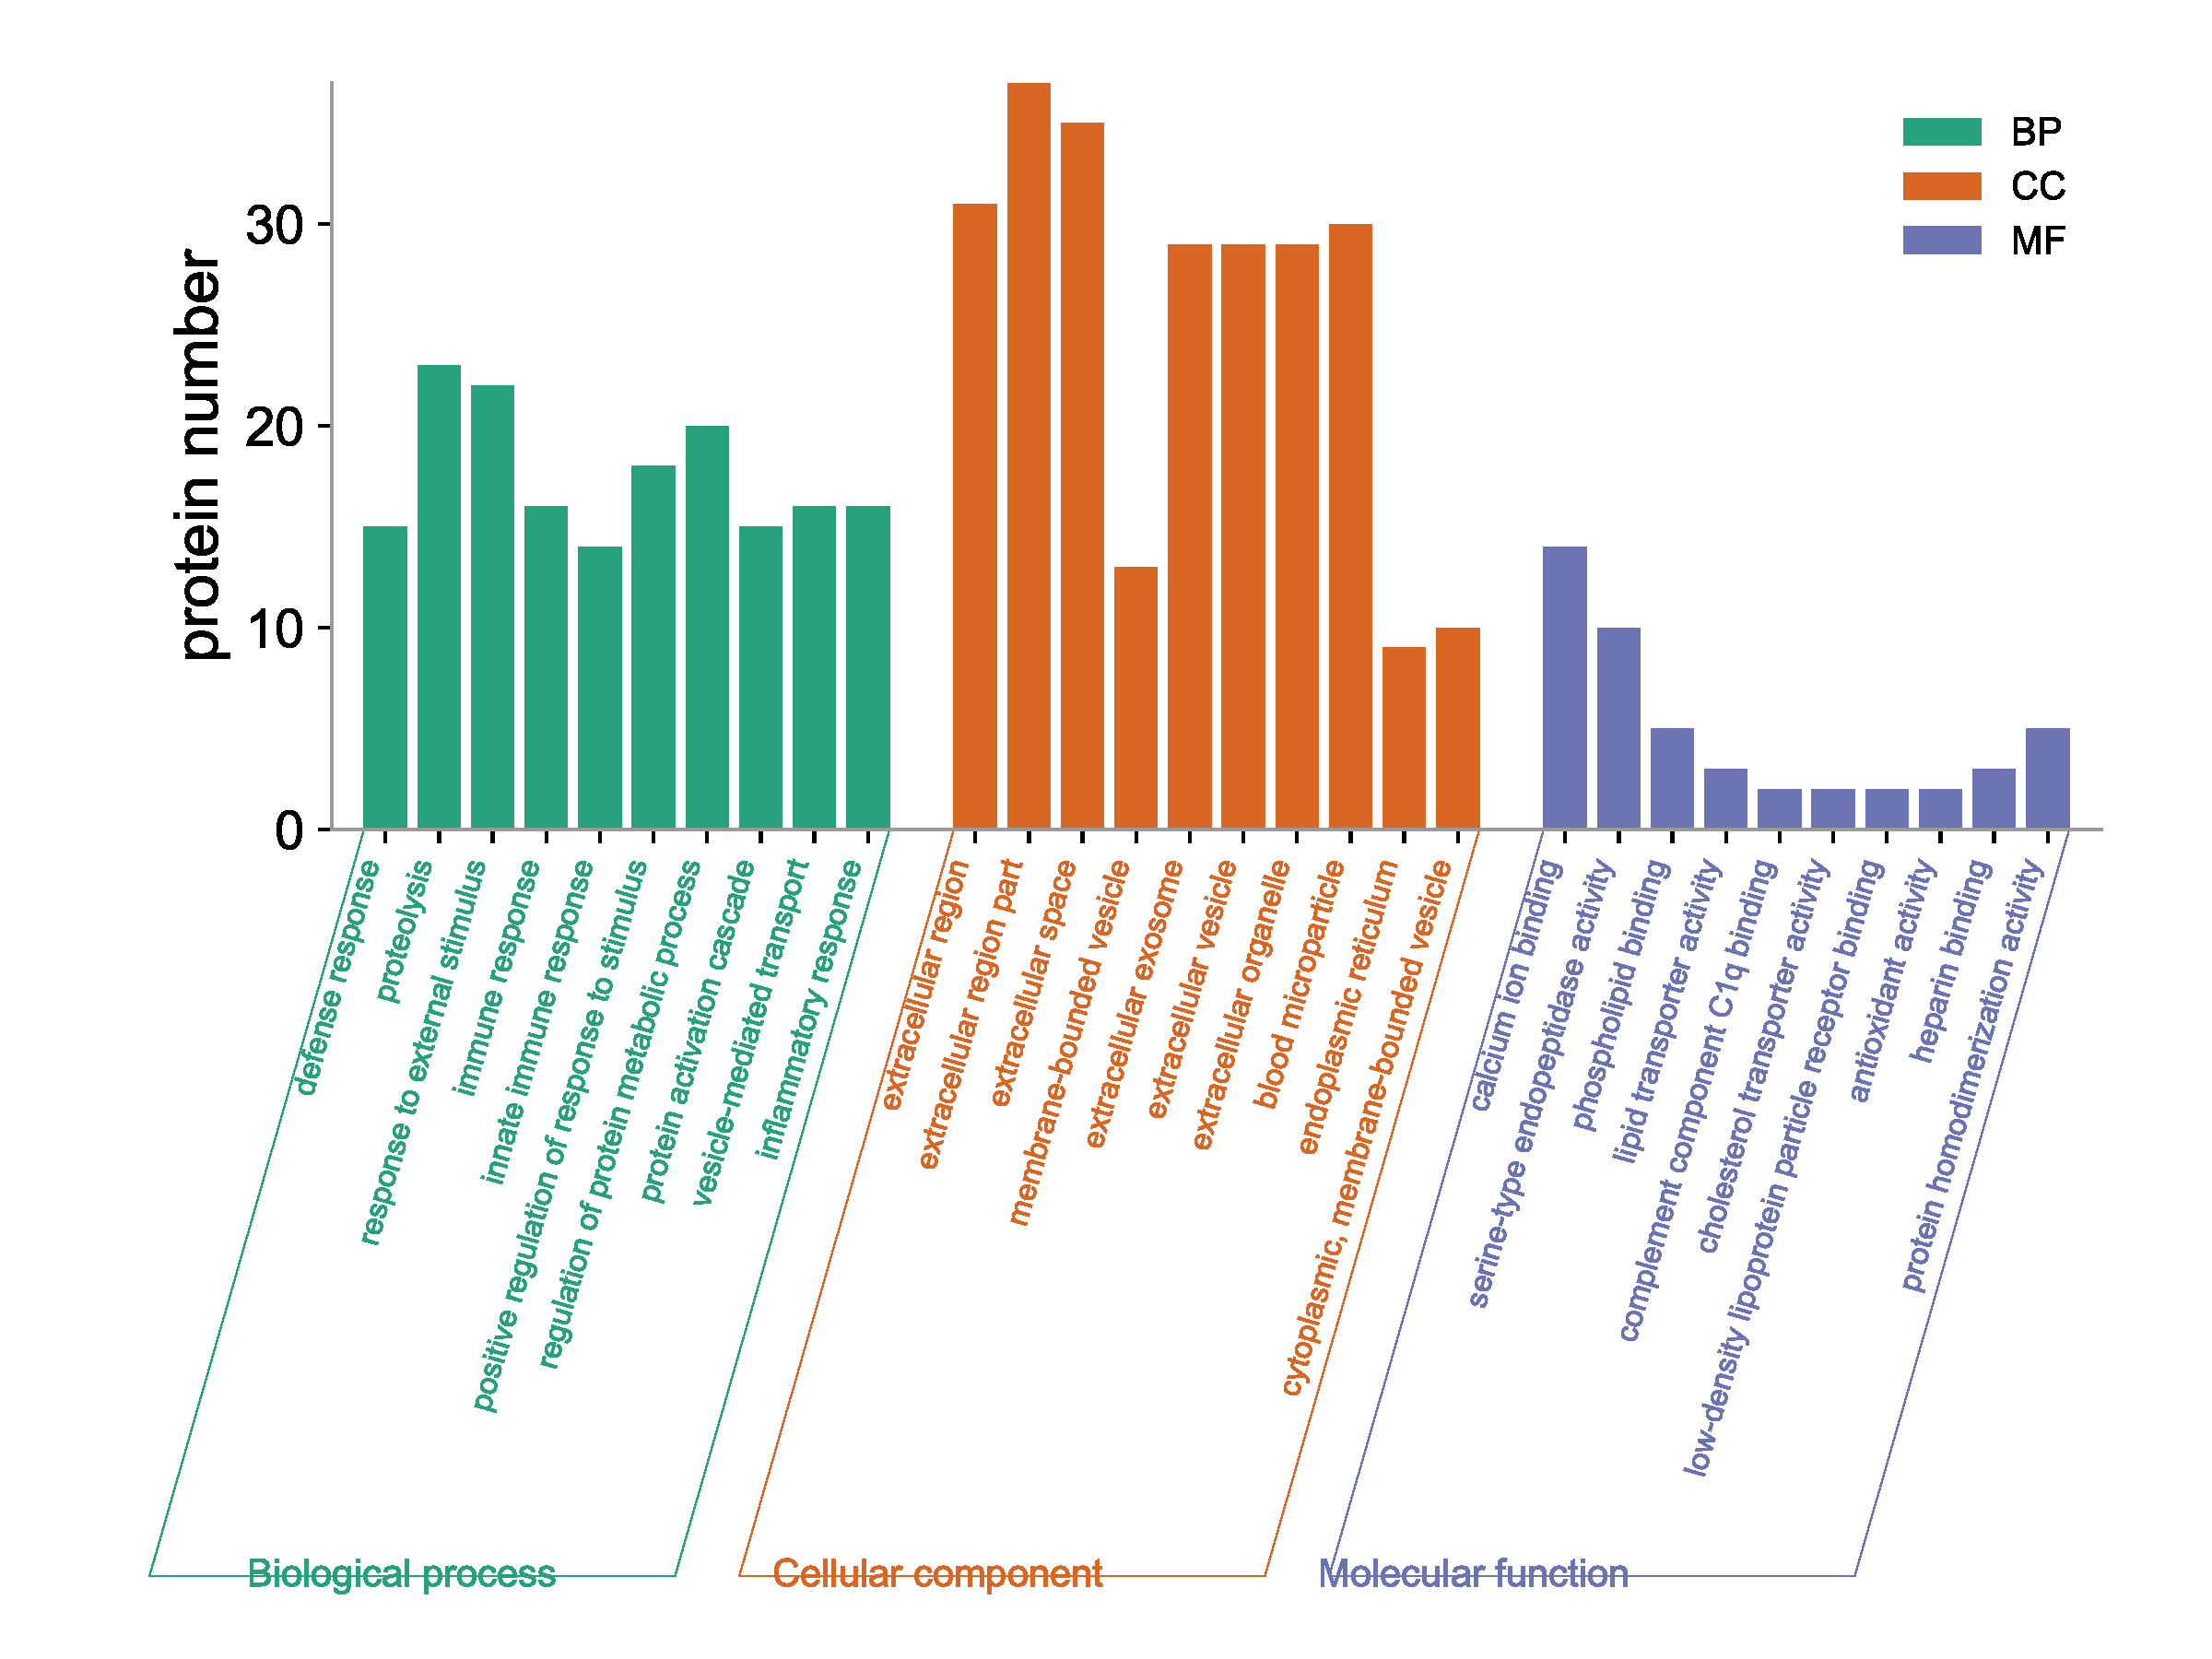 protein number
30
20
10
0
BP
CC
MF
defense response
proteolysis
response to external stimulus
immune response
innate immune response
positive regulation of response to stimulus
regulation of protein metabolic process
protein activation cascade
vesicle-mediated transport
inflammatory response
extracellular region
extracellular region part
extracellular space
membrane-bounded vesicle
extracellular exosome
extracellular vesicle
extracellular organelle
blood microparticle
endoplasmic reticulum
cytoplasmic, membrane-bounded vesicle
calcium ion binding
serine-type endopeptidase activity
phospholipid binding
lipid transporter activity
complement component C1q binding
cholesterol transporter activity
low-density lipoprotein particle receptor binding
antioxidant activity
heparin binding
protein homodimerization activity
Biological process
Cellular component
Molecular function